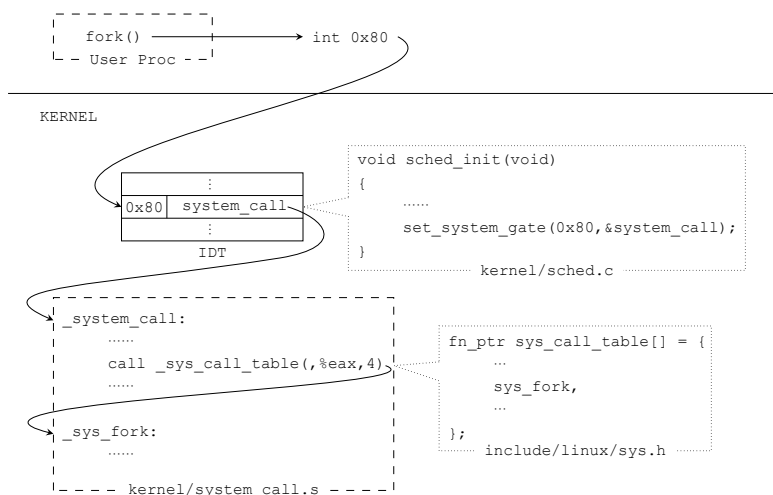 fork()
int 0x80
User Proc
KERNEL
void sched_init(void)
{
......
set_system_gate(0x80,&system_call);
}
kernel/sched.c
⋮
0x80 system_call
⋮
IDT
_system_call:
......
call _sys_call_table(,%eax,4)
......
_sys_fork:
......
kernel/system_call.s
fn_ptr sys_call_table[] = {
...
sys_fork,
...
};
include/linux/sys.h